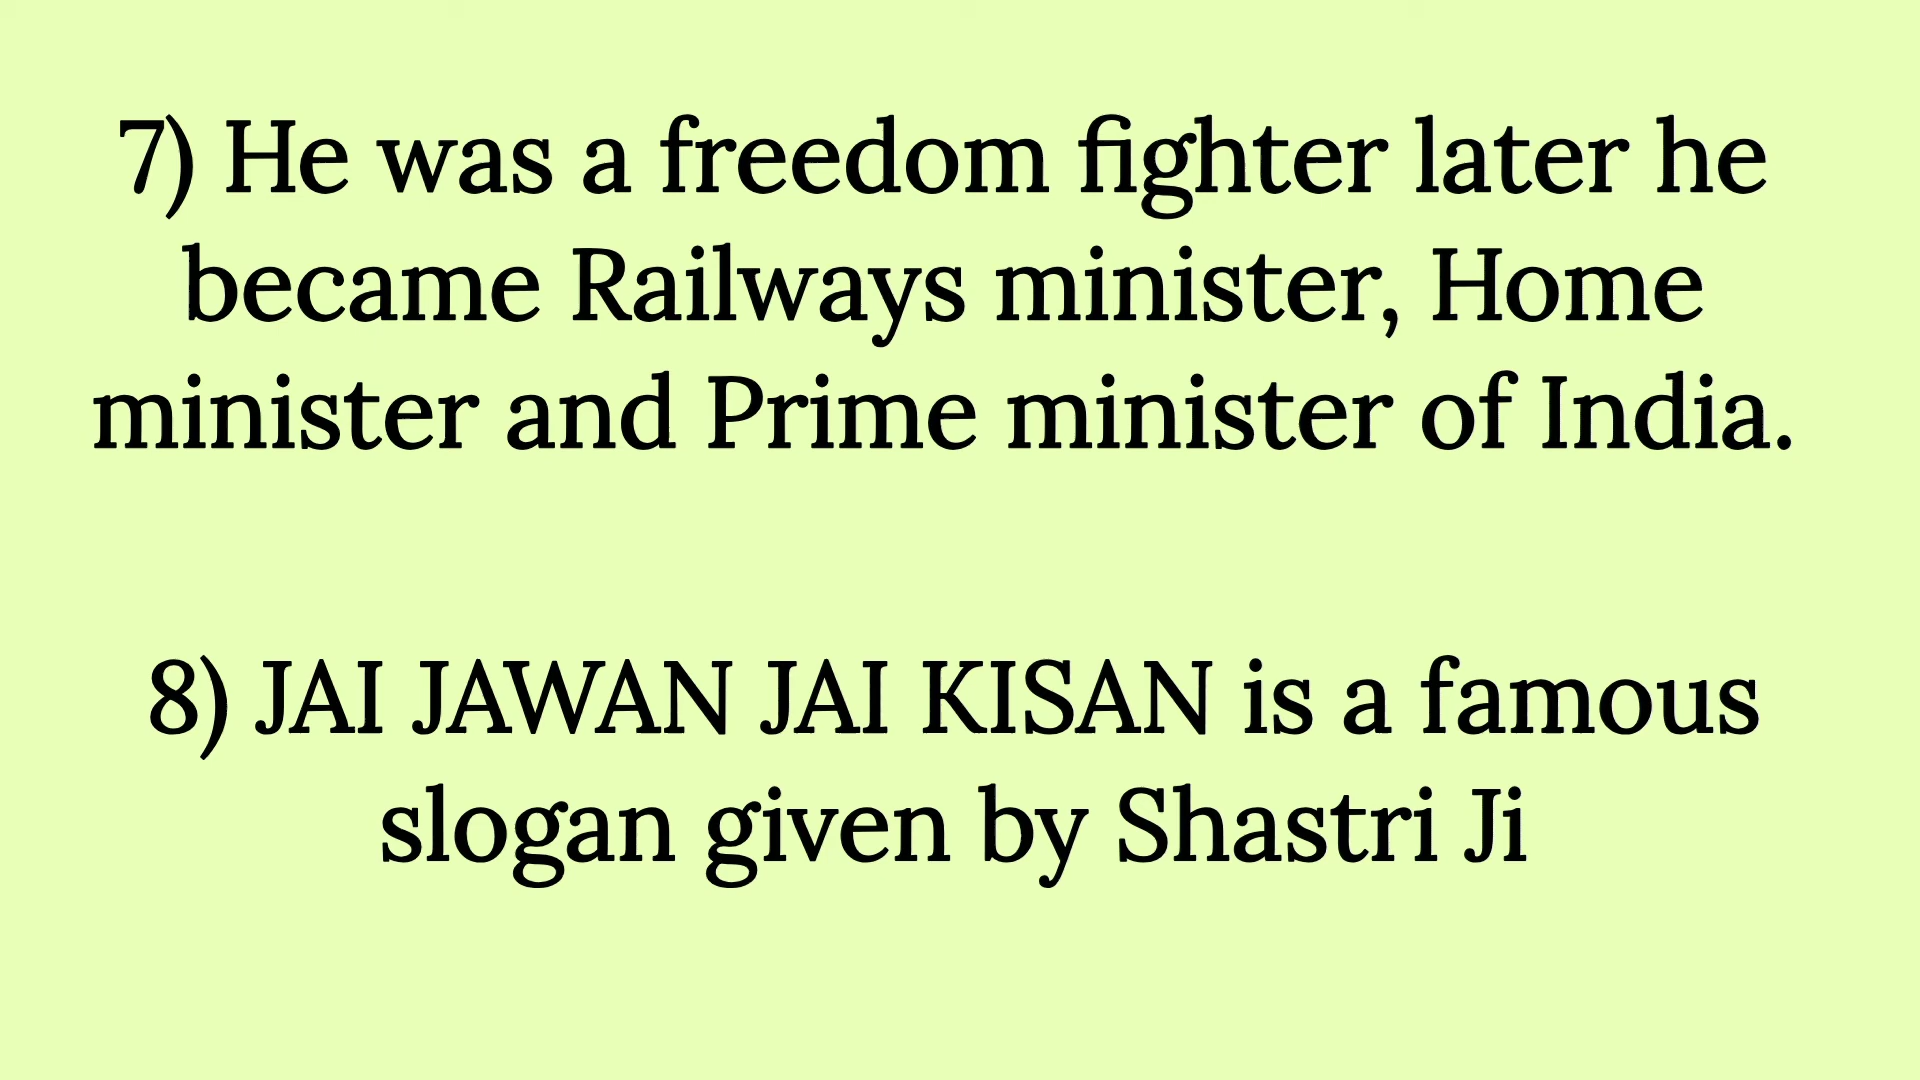 7) He was a freedom fighter later he
became Railways minister, Home
minister and Prime minister of India.
8) JAI JAWAN JAI KISAN is a famous
slogan given by Shastri Ji